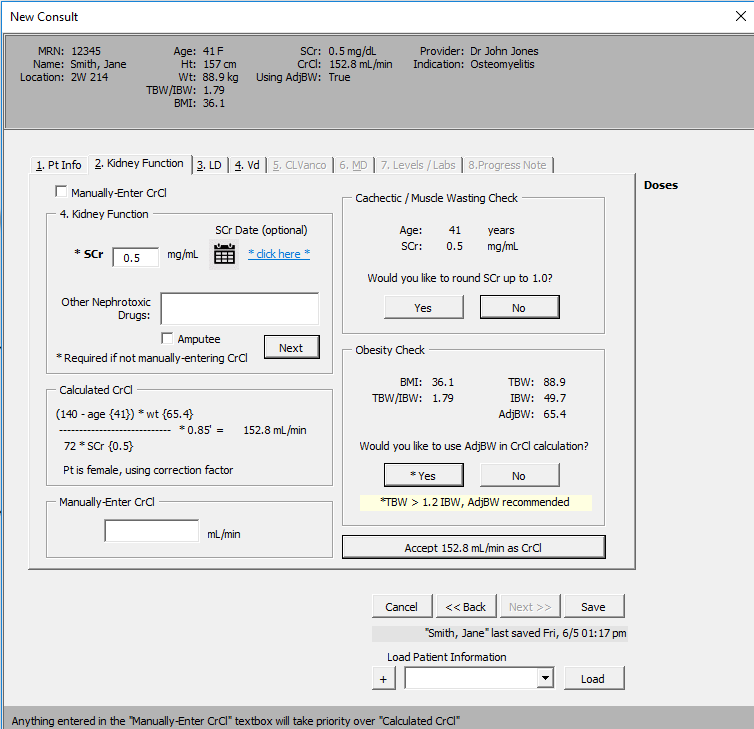 New Consult
MRN: 12345 Age: 41 F SCr: 0.5 mg/dL Provider: Dr John Jones
Name: Smith, Jane Ht: 157 cm CrCl: 152.8 mL/min Indication: Osteomyelitis
Location: 2W 214 Wt: 88.9 kg Using AdjBW: True
TBW/IBW: 1.79
BMI: 36.1
1. Pt Info 2. Kidney Function 3. LD 4. Vd 5. CLVanco 6. MD 7. Levels / Labs 8.Progress Note
Doses
Manually-Enter CrCl
4. Kidney Function
SCr Date (optional)
* SCr 0.5 mg/mL * click here *
Other Nephrotoxic
Drugs:
Amputee
* Required if not manually-entering CrCl
Next
Calculated CrCl
(140 - age {41}) * wt {65.4}
---------------------------- * 0.85' = 152.8 mL/min
72 * SCr {0.5}
Pt is female, using correction factor
Manually-Enter CrCl
mL/min
Cachectic / Muscle Wasting Check
Age: 41 years
SCr: 0.5 mg/mL
Would you like to round SCr up to 1.0?
Yes No
Obesity Check
BMI: 36.1 TBW: 88.9
TBW/IBW: 1.79 IBW: 49.7
AdjBW: 65.4
Would you like to use AdjBW in CrCl calculation?
* Yes No
*TBW > 1.2 IBW, AdjBW recommended
Accept 152.8 mL/min as CrCl
Cancel << Back Next >> Save
"Smith, Jane" last saved Fri, 6/5 01:17 pm
Load Patient Information
+ Load
Anything entered in the "Manually-Enter CrCl" textbox will take priority over "Calculated CrCl"